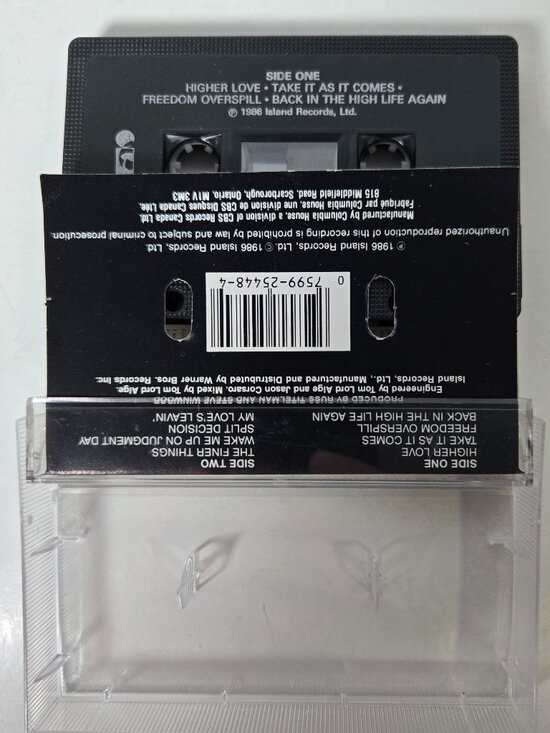 SIDE ONE
HIGHER LOVE • TAKE IT AS IT COMES •
FREEDOM OVERSPILL • BACK IN THE HIGH LIFE AGAIN
℗ 1986 Island Records, Ltd.
SIDE ONE
HIGHER LOVE
TAKE IT AS IT COMES
FREEDOM OVERSPILL
BACK IN THE HIGH LIFE AGAIN
SIDE TWO
THE FINER THINGS
WAKE ME UP ON JUDGMENT DAY
SPLIT DECISION
MY LOVE'S LEAVIN'
PRODUCED BY RUSS TITELMAN AND STEVE WINWOOD
Engineered by Tom Lord Alge and Jason Corsaro. Mixed by Tom Lord Alge.
Island Records, Ltd., Manufactured and Distrubuted by Warner Bros. Records Inc.
0 7599-25448-4
℗ 1986 Island Records, Ltd., © 1986 Island Records, Ltd.
Unauthorized reproduction of this recording is prohibited by law and subject to criminal prosecution.
Manufactured by Columbia House, a division of CBS Records Canada Ltd.
Fabriqué par Columbia House, une division de CBS Disques Canada Ltée.
815 Middlefield Road, Scarborough, Ontario. M1V 3M3